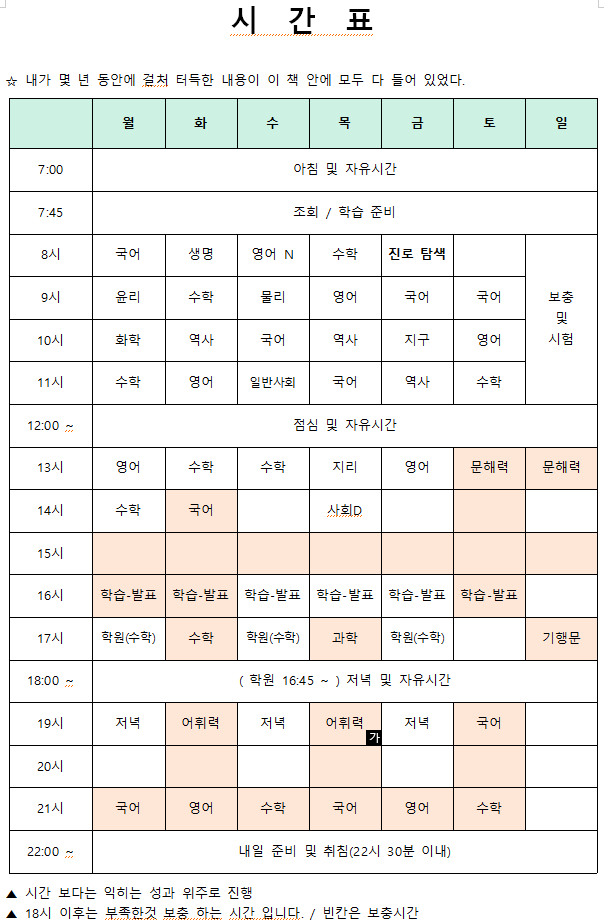 시 간 표
☆ 내가 몇 년 동안에 걸처 터득한 내용이 이 책 안에 모두 다 들어 있었다.
월 화 수 목 금 토 일
7:00 아침 및 자유시간
7:45 조회 / 학습 준비
8시 국어 생명 영어 N 수학 진로 탐색
9시 윤리 수학 물리 영어 국어 국어
10시 화학 역사 국어 역사 지구 영어
11시 수학 영어 일반사회 국어 역사 수학
보충
및
시험
12:00 ~ 점심 및 자유시간
13시 영어 수학 수학 지리 영어 문해력 문해력
14시 수학 국어 사회D
15시
16시 학습-발표 학습-발표 학습-발표 학습-발표 학습-발표 학습-발표
17시 학원(수학) 수학 학원(수학) 과학 학원(수학) 기행문
18:00 ~ ( 학원 16:45 ~ ) 저녁 및 자유시간
19시 저녁 어휘력 저녁 어휘력 저녁 국어
가
20시
21시 국어 영어 수학 국어 영어 수학
22:00 ~ 내일 준비 및 취침(22시 30분 이내)
▲ 시간 보다는 익히는 성과 위주로 진행
▲ 18시 이후는 부족한것 보충 하는 시간 입니다. / 빈칸은 보충시간